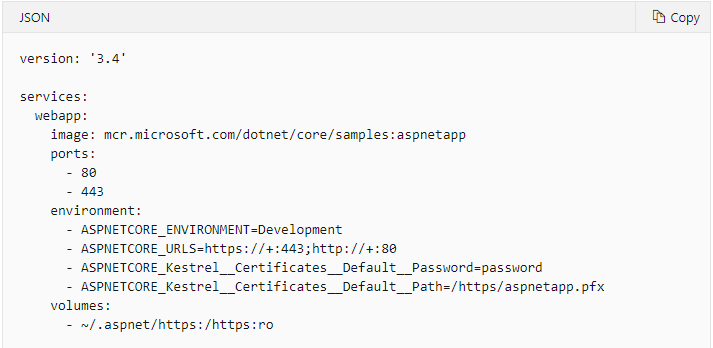 JSON
Copy
version: '3.4'
services:
webapp:
image: mcr.microsoft.com/dotnet/core/samples:aspnetapp
ports:
- 80
- 443
environment:
- ASPNETCORE_ENVIRONMENT=Development
- ASPNETCORE_URLS=https://+:443;http://+:80
- ASPNETCORE_Kestrel__Certificates__Default__Password=password
- ASPNETCORE_Kestrel__Certificates__Default__Path=/https/aspnetapp.pfx
volumes:
- ~/.aspnet/https:/https:ro